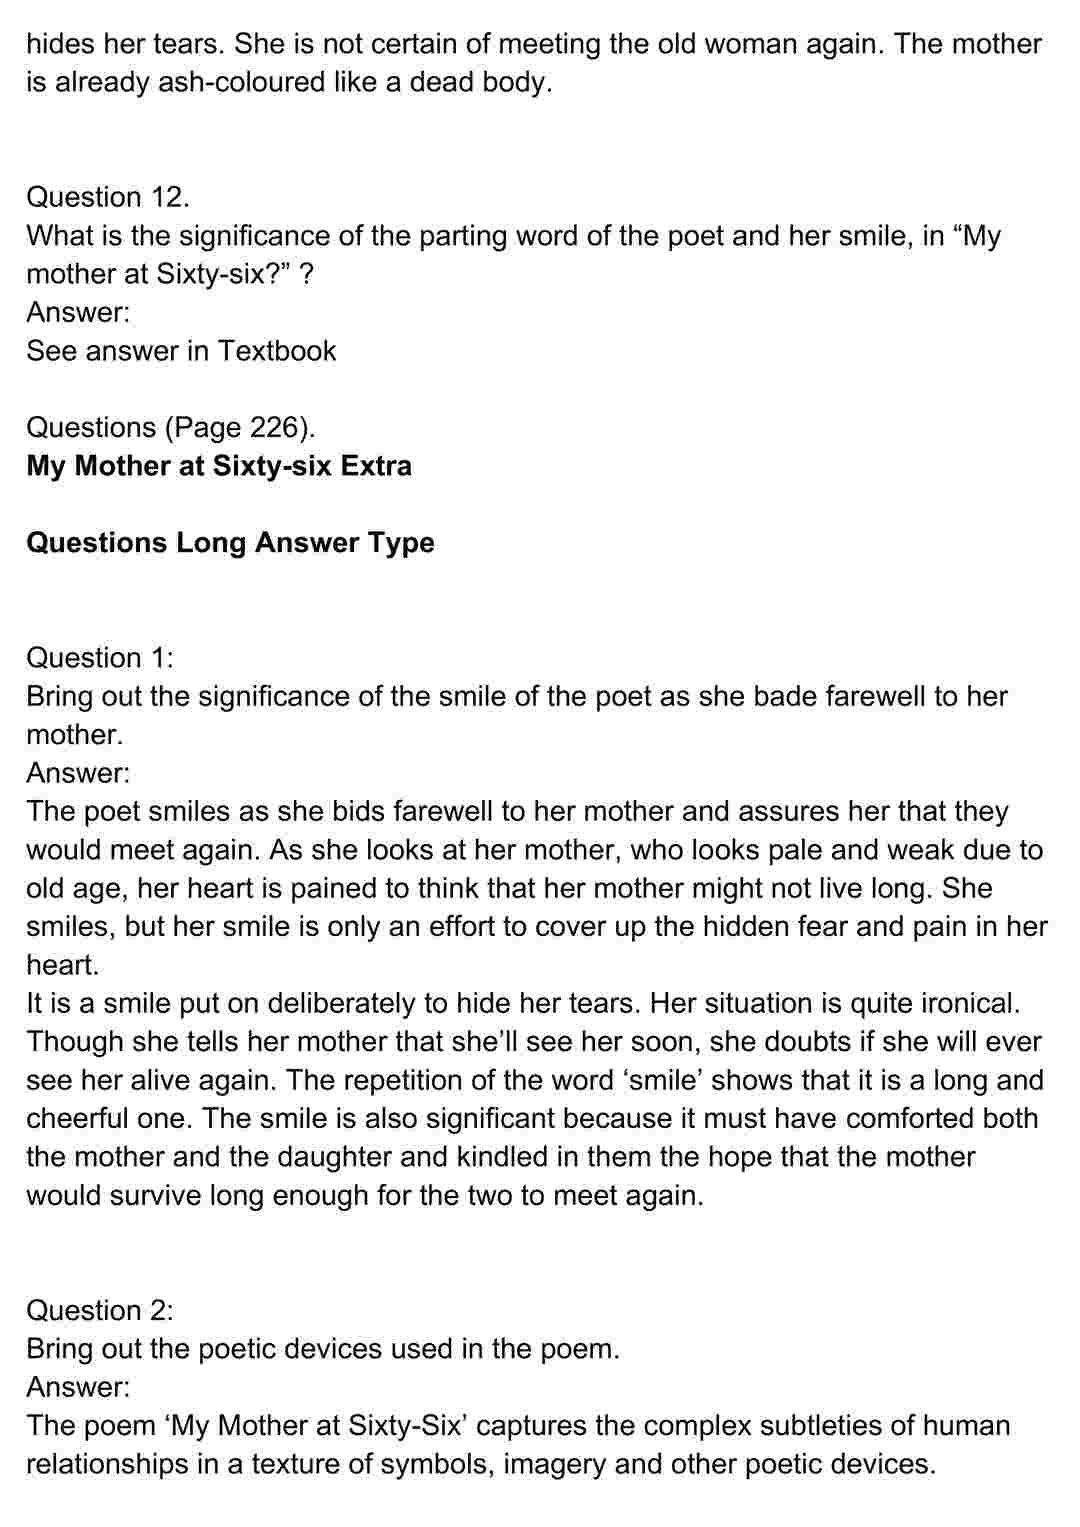 hides her tears. She is not certain of meeting the old woman again. The mother
is already ash-coloured like a dead body.
Question 12.
What is the significance of the parting word of the poet and her smile, in “My
mother at Sixty-six?” ?
Answer:
See answer in Textbook
Questions (Page 226).
My Mother at Sixty-six Extra
Questions Long Answer Type
Question 1:
Bring out the significance of the smile of the poet as she bade farewell to her
mother.
Answer:
The poet smiles as she bids farewell to her mother and assures her that they
would meet again. As she looks at her mother, who looks pale and weak due to
old age, her heart is pained to think that her mother might not live long. She
smiles, but her smile is only an effort to cover up the hidden fear and pain in her
heart.
It is a smile put on deliberately to hide her tears. Her situation is quite ironical.
Though she tells her mother that she’ll see her soon, she doubts if she will ever
see her alive again. The repetition of the word ‘smile’ shows that it is a long and
cheerful one. The smile is also significant because it must have comforted both
the mother and the daughter and kindled in them the hope that the mother
would survive long enough for the two to meet again.
Question 2:
Bring out the poetic devices used in the poem.
Answer:
The poem ‘My Mother at Sixty-Six’ captures the complex subtleties of human
relationships in a texture of symbols, imagery and other poetic devices.